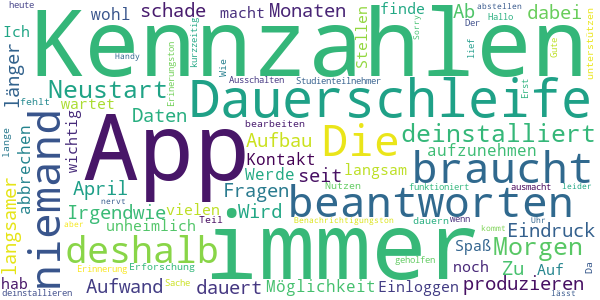 heute wohl schade macht Monaten finde Ab dabei
Ich Kennzahlen Hallo Der
länger Handy kurzzeitig Wie Stellen Sorry lief abstellen Gute unterstützen
Neustart Erinerungston Ausschalten Studienteilnehmer Erst
fehlt wartet Daten Dauerschleife
lange abbrechen niemand wichtig App bearbeiten Die deinstalliert
Aufbau aufzunehmen
Kontakt langsam braucht
April Werde seit
langsamer Irgendwie vielen Fragen beantworten
Nutzen funktioniert ausmacht leider
unheimlich Wird Benachrichtigungston dauern Wenn Uhr Eindruck
nervt Teil immer kommt
aber deshalb geholfen Spaß Morgen
hab Erinnerung Erforschung Möglichkeit noch Zu Auf Da
Aufwand Sache dauert Einloggen produzieren
deinstallieren lässt